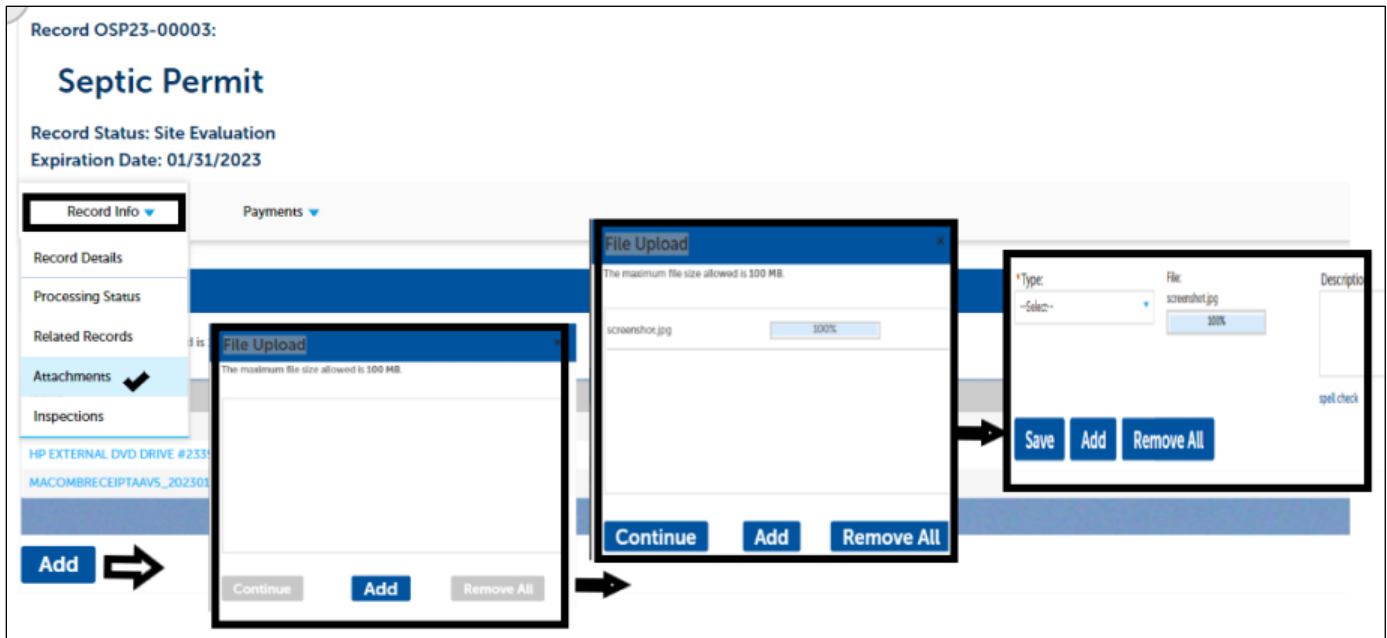 Record OSP23-00003:
Septic Permit
Record Status: Site Evaluation
Expiration Date: 01/31/2023
Record Info
Payments
Record Details
Processing Status
Related Records
Attachments
Inspections
d is
HP EXTERNAL DVD DRIVE #2339
MACOMBRECEIPTAAVS_202301
Add
File Upload
×
The maximum file size allowed is 100 MB.
Continue
Add
Remove All
File Upload
×
The maximum file size allowed is 100 MB.
screenshot.jpg
100%
Continue
Add
Remove All
*Type:
--Select--
File:
screenshot.jpg
100%
Descriptio
spell check
Save
Add
Remove All